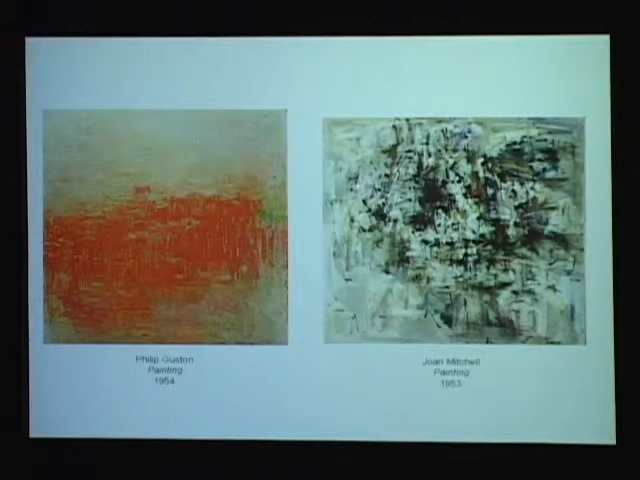 Philip Guston
Painting
1954
Joan Mitchell
Painting
1953